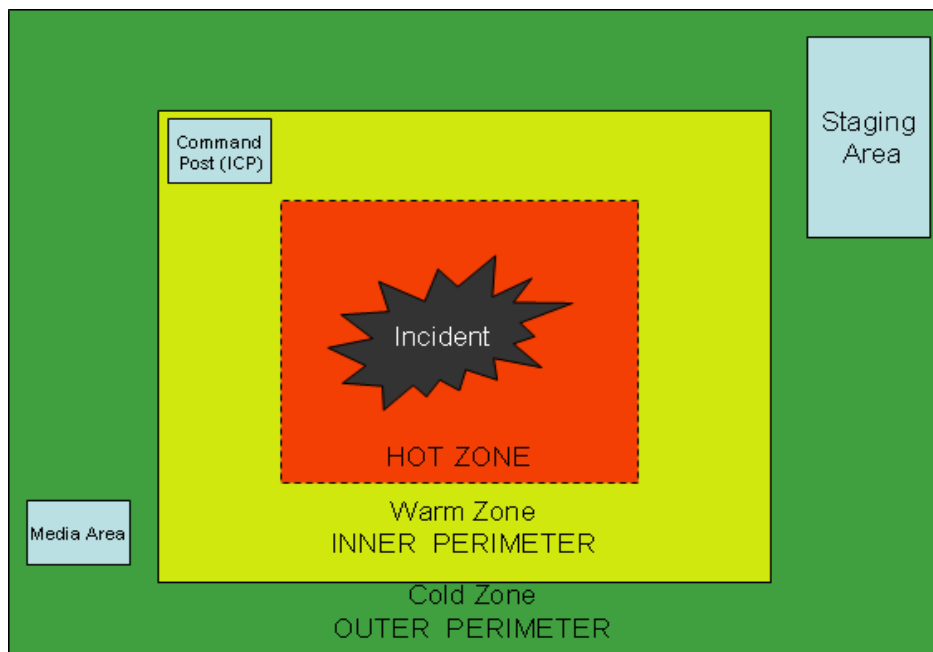 Command
Post (ICP)
Staging
Area
Incident
HOT ZONE
Media Area
Warm Zone
INNER PERIMETER
Cold Zone
OUTER PERIMETER